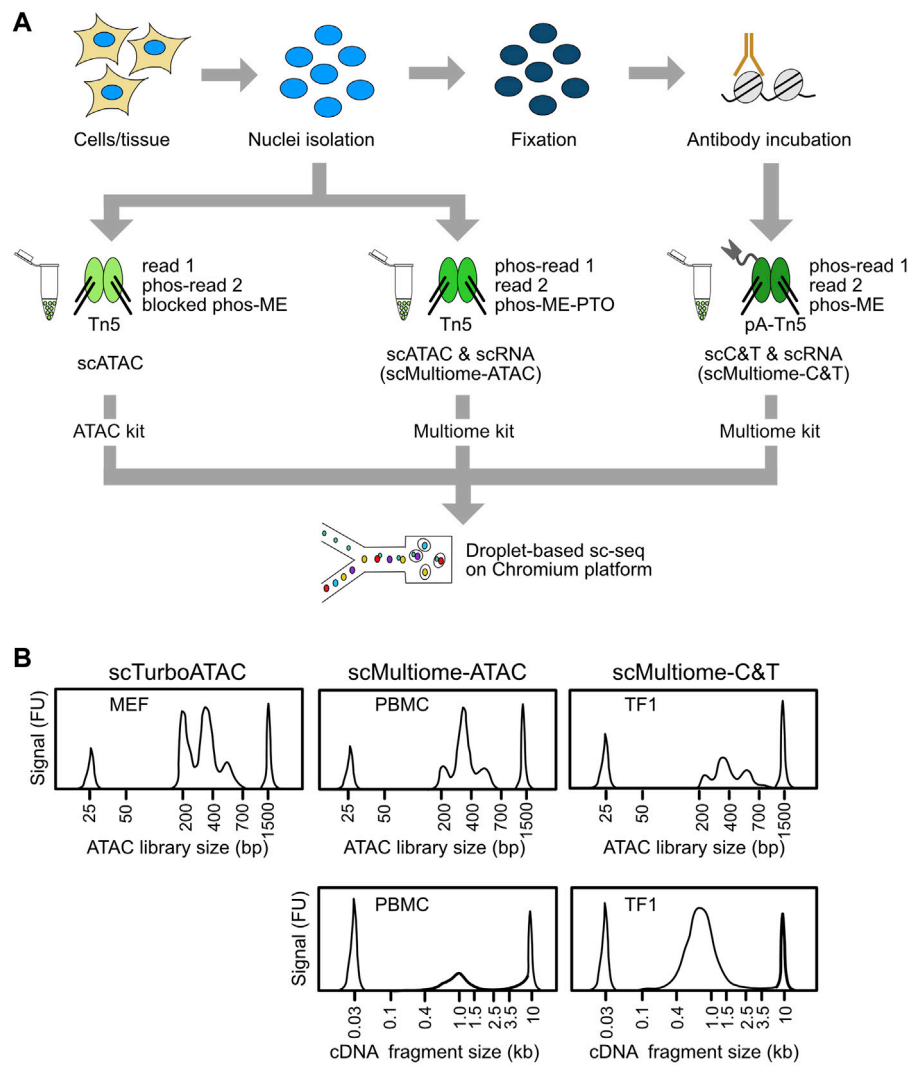 A
Cells/tissue
Nuclei isolation
Fixation
Antibody incubation
read 1
phos-read 2
blocked phos-ME
Tn5
scATAC
phos-read 1
read 2
phos-ME-PTO
Tn5
scATAC & scRNA
(scMultiome-ATAC)
phos-read 1
read 2
phos-ME
pA-Tn5
scC&T & scRNA
(scMultiome-C&T)
ATAC kit
Multiome kit
Multiome kit
Droplet-based sc-seq
on Chromium platform
B
scTurboATAC
scMultiome-ATAC
scMultiome-C&T
Signal (FU)
MEF
25 50 200 400 700 1500
ATAC library size (bp)
PBMC
25 50 200 400 700 1500
ATAC library size (bp)
TF1
25 50 200 400 700 1500
ATAC library size (bp)
Signal (FU)
PBMC
0.03 0.1 0.4 1.0 1.5 2.5 3.5 10
cDNA fragment size (kb)
TF1
0.03 0.1 0.4 1.0 1.5 2.5 3.5 10
cDNA fragment size (kb)